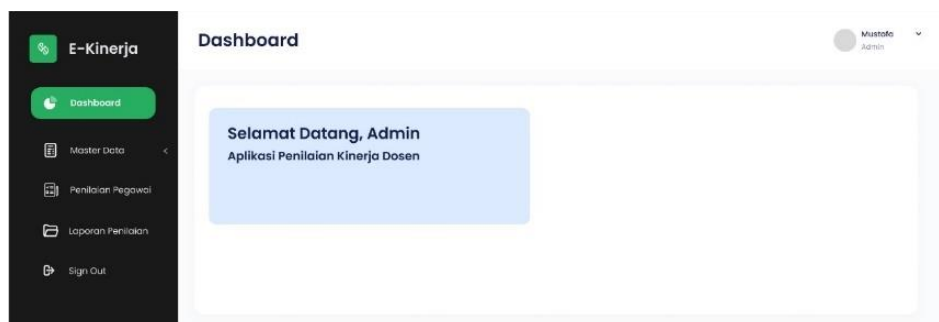 E-Kinerja
Dashboard
Master Data
Penilaian Pegawai
Laporan Penilaian
Sign Out
Dashboard
Mustofa
Admin
Selamat Datang, Admin
Aplikasi Penilaian Kinerja Dosen